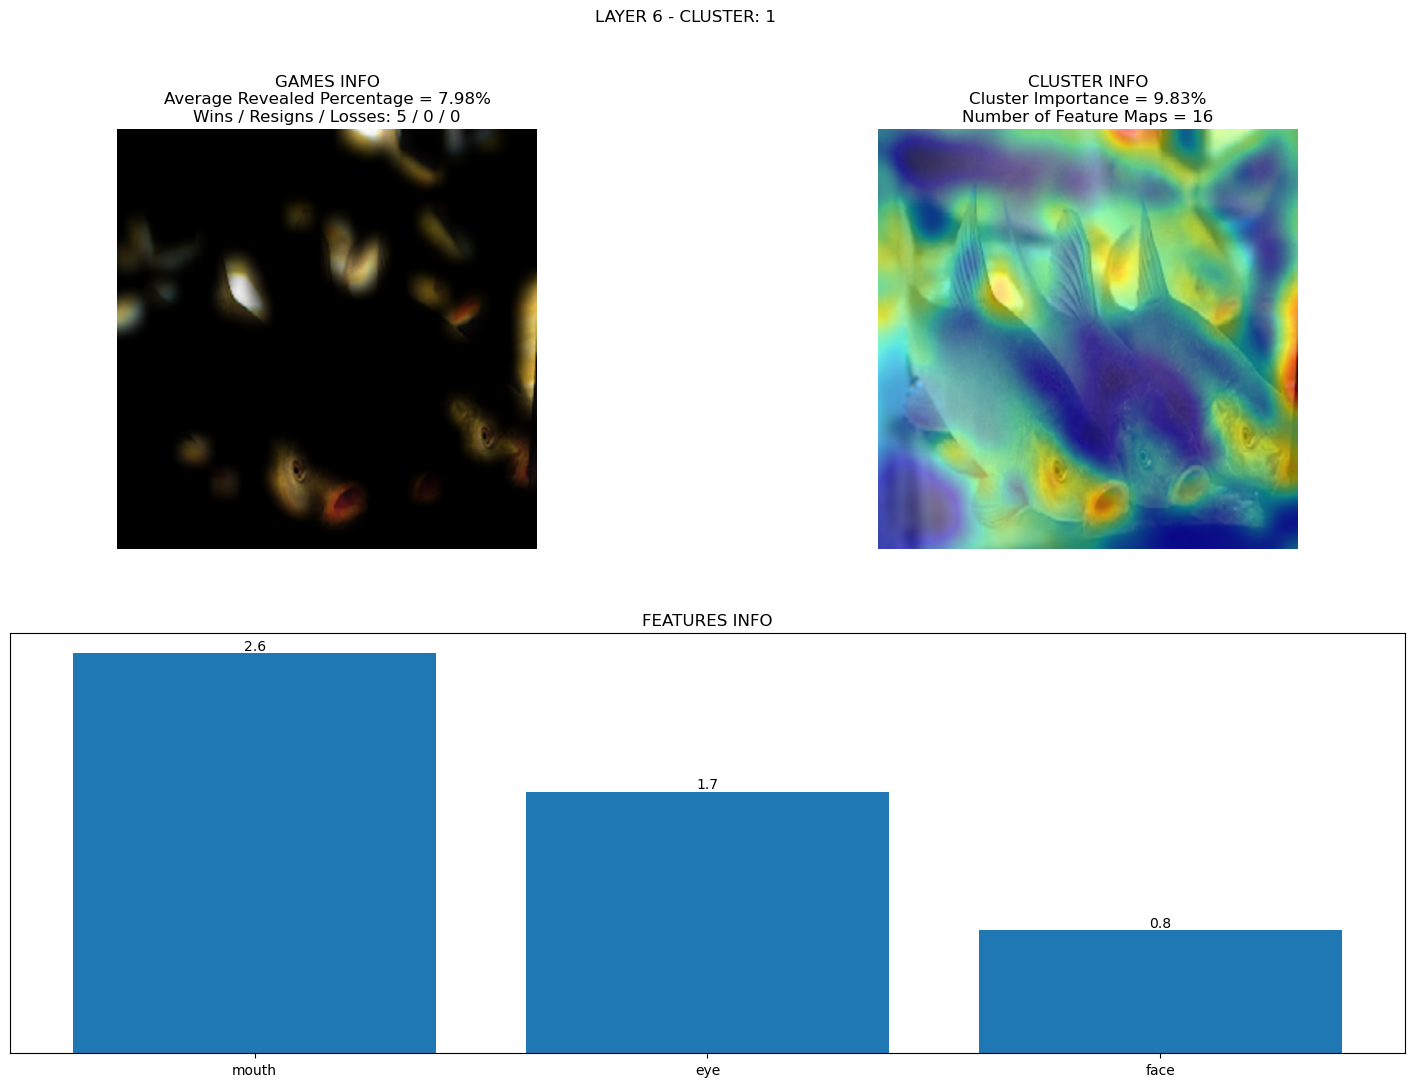 LAYER 6 - CLUSTER: 1
GAMES INFO
Average Revealed Percentage = 7.98%
Wins / Resigns / Losses: 5 / 0 / 0
CLUSTER INFO
Cluster Importance = 9.83%
Number of Feature Maps = 16
FEATURES INFO
2.6
1.7
0.8
mouth
eye
face